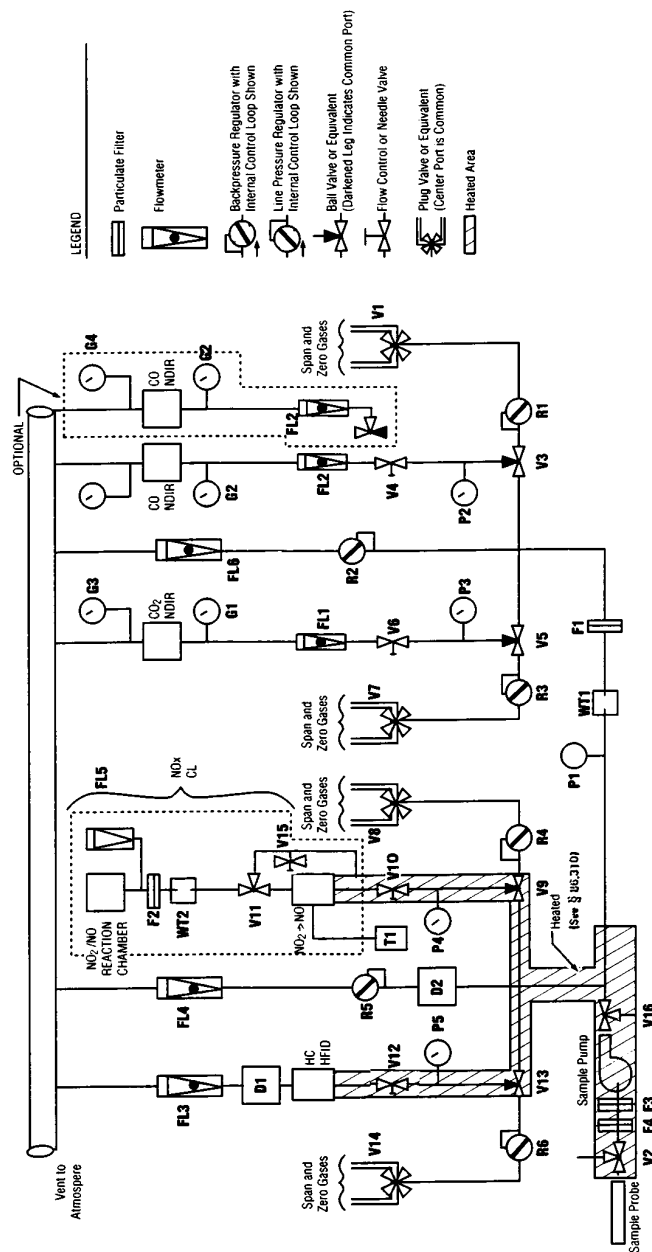 LEGEND
Particulate Filter
Flowmeter
Backpressure Regulator with
Internal Control Loop Shown
Line Pressure Regulator with
Internal Control Loop Shown
Ball Valve or Equivalent
(Darkened Leg Indicates Common Port)
Flow Control or Needle Valve
Plug Valve or Equivalent
(Center Port is Common)
Heated Area
Vent to
Atmospere
OPTIONAL
G4
CO
NDIR
G2
FL2
CO
NDIR
G2
FL2
V4
P2
V3
Span and
Zero Gases
V1
R1
FL6
R2
G3
CO2
NDIR
G1
FL1
V6
P3
V5
Span and
Zero Gases
V7
R3
F1
WT1
P1
NOx
CL
FL5
NO2/NO
REACTION
CHAMBER
F2
WT2
V11
V15
NO2->NO
T1
V10
P4
V9
Span and
Zero Gases
V8
R4
Heated
(See § 86,310)
FL4
R5
D2
FL3
D1
HC
HFID
V12
P5
V13
Span and
Zero Gases
V14
R6
Sample Pump
V16
F3
F4
V2
Sample Probe